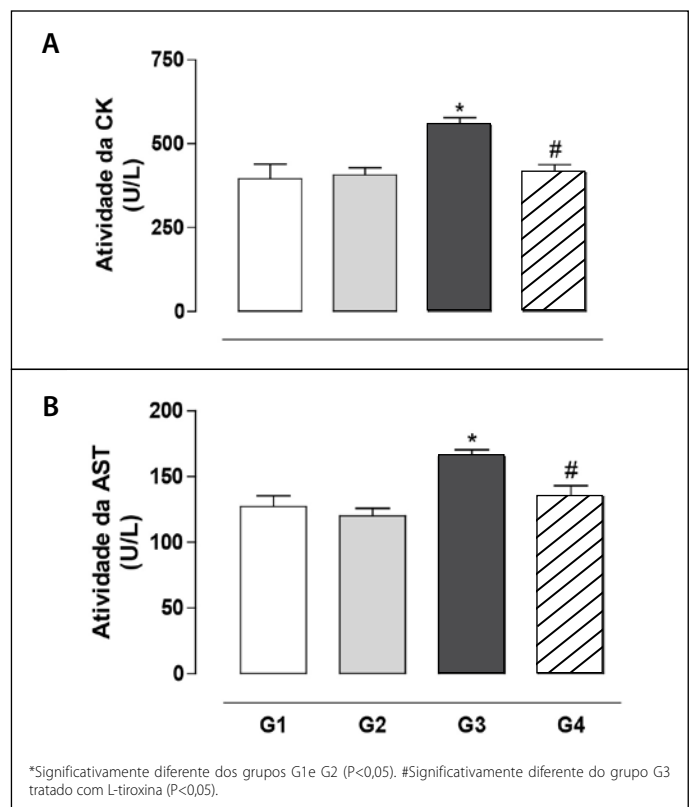 A
Atividade da CK
(U/L)
750
500
250
0
*
#
B
Atividade da AST
(U/L)
200
150
100
50
0
*
#
G1 G2 G3 G4
*Significativamente diferente dos grupos G1e G2 (P<0,05). #Significativamente diferente do grupo G3
tratado com L-tiroxina (P<0,05).